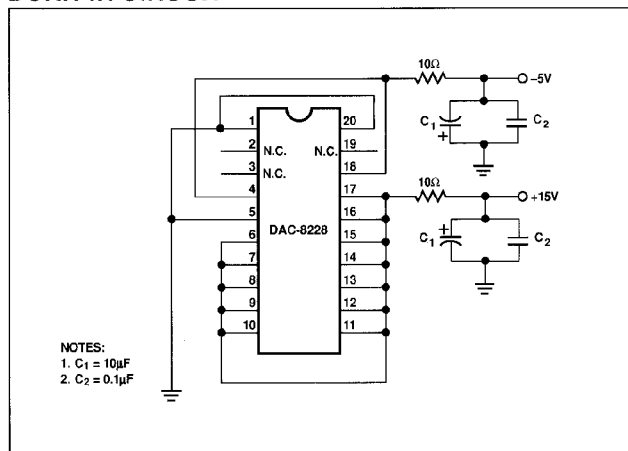 10Ω
–5V
C1
+
C2
1
20
2
N.C.
N.C.
19
3
N.C.
18
4
17
10Ω
+15V
5
DAC-8228
16
+
C1
C2
6
15
7
14
8
13
9
12
10
11
NOTES:
1. C1 = 10μF
2. C2 = 0.1μF